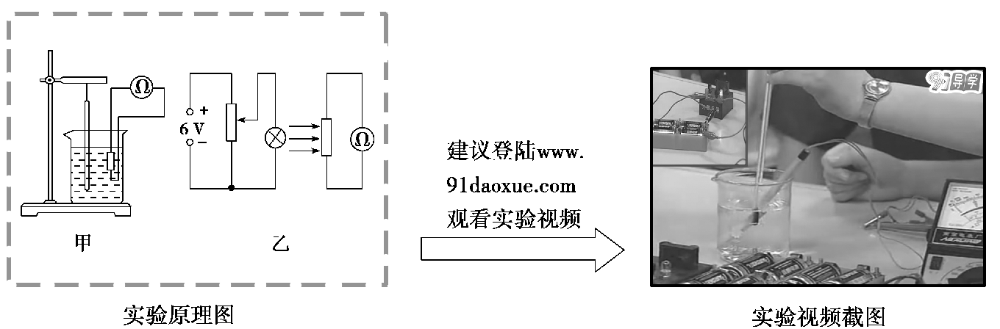 Ω
+
6 V
−
Ω
甲
乙
实验原理图
建议登陆www.
91daoxue.com
观看实验视频
91导学
实验视频截图